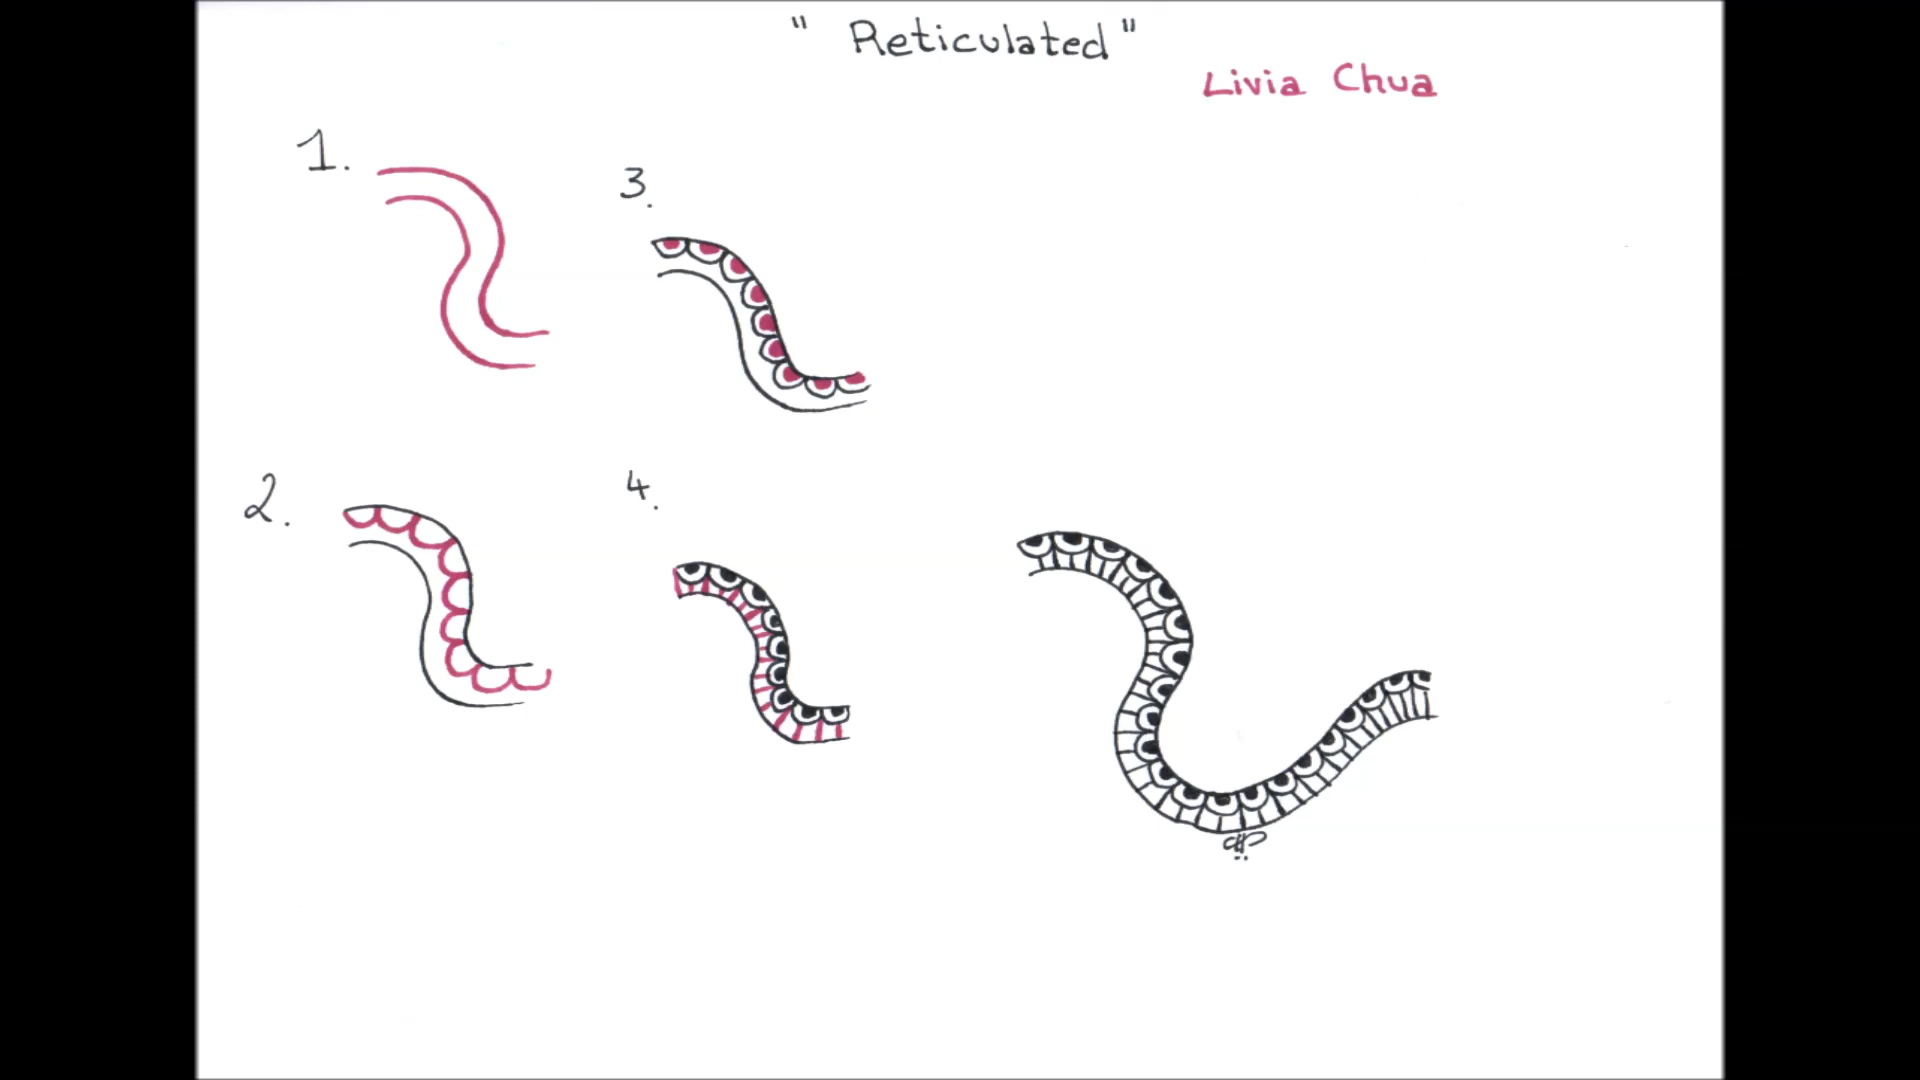 " Reticulated "
Livia Chua
1.
3.
2.
4.